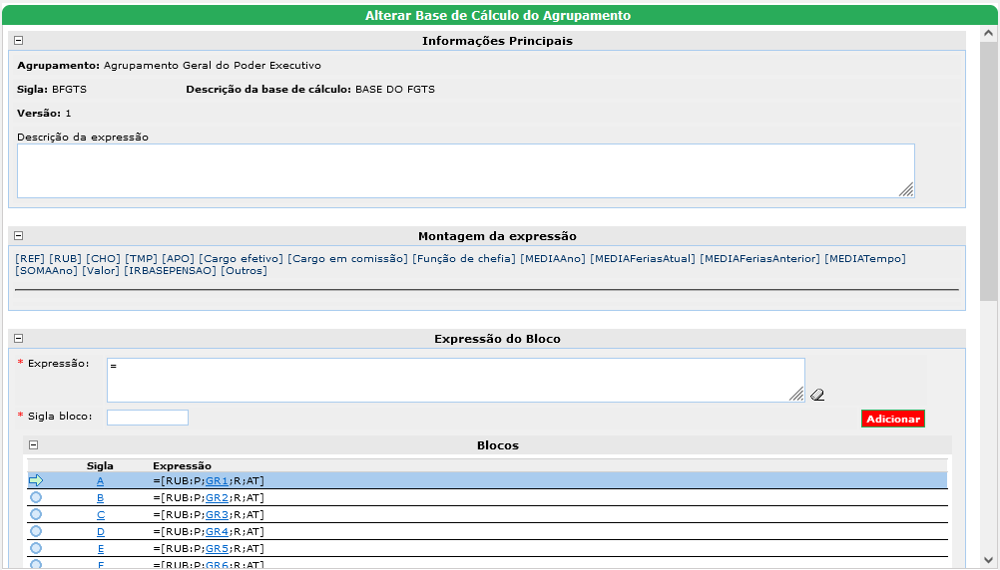 Alterar Base de Cálculo do Agrupamento
Informações Principais
Agrupamento: Agrupamento Geral do Poder Executivo
Sigla: BFGTS Descrição da base de cálculo: BASE DO FGTS
Versão: 1
Descrição da expressão
Montagem da expressão
[REF] [RUB] [CHO] [TMP] [APO] [Cargo efetivo] [Cargo em comissão] [Função de chefia] [MEDIAAno] [MEDIAFeriasAtual] [MEDIAFeriasAnterior] [MEDIATempo]
[SOMAAno] [Valor] [IRBASEPENSAO] [Outros]
Expressão do Bloco
* Expressão: =
* Sigla bloco:
Adicionar
Blocos
Sigla Expressão
A =[RUB:P;GR1;R;AT]
B =[RUB:P;GR2;R;AT]
C =[RUB:P;GR3;R;AT]
D =[RUB:P;GR4;R;AT]
E =[RUB:P;GR5;R;AT]
F =[RUB:P;GR6;R;AT]